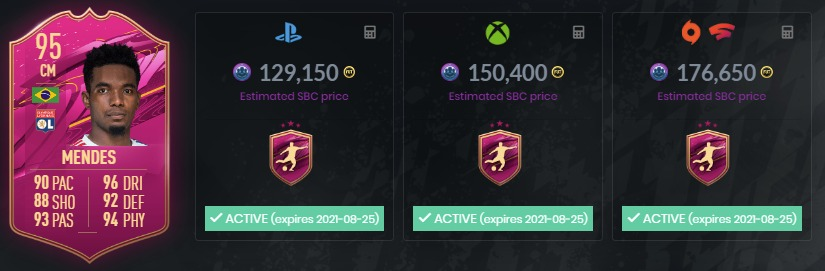 95
CM
OL
MENDES
90 PAC 96 DRI
88 SHO 92 DEF
93 PAS 94 PHY
129,150
Estimated SBC price
ACTIVE (expires 2021-08-25)
150,400
Estimated SBC price
ACTIVE (expires 2021-08-25)
176,650
Estimated SBC price
ACTIVE (expires 2021-08-25)